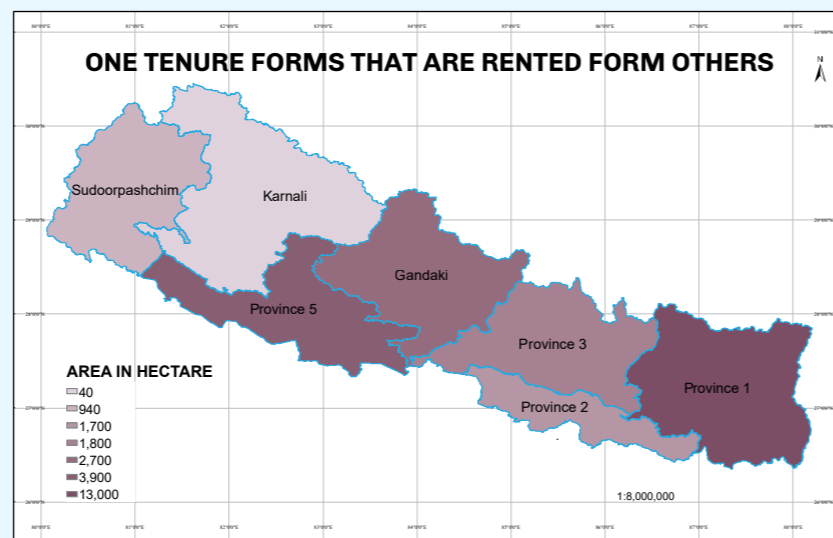 ONE TENURE FORMS THAT ARE RENTED FORM OTHERS
N
Sudoorpashchim
Karnali
Gandaki
Province 5
Province 3
Province 1
Province 2
AREA IN HECTARE
40
940
1,700
1,800
2,700
3,900
13,000
1:8,000,000